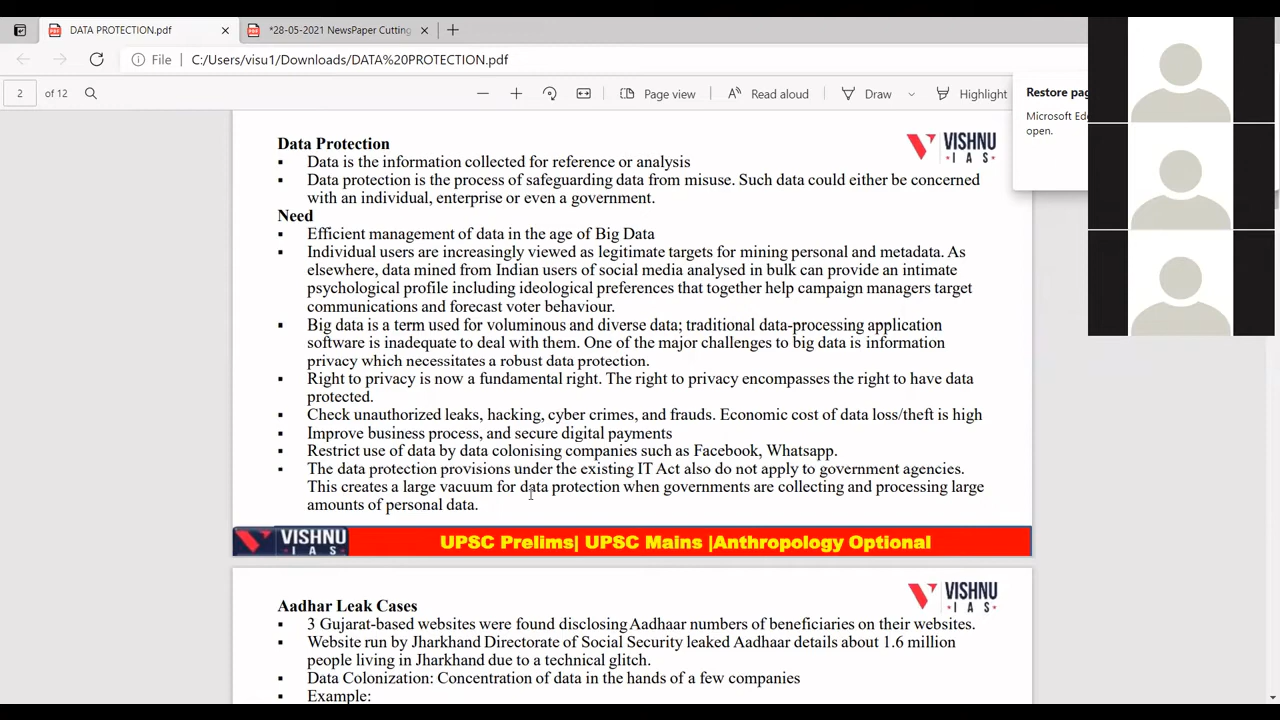 DATA PROTECTION.pdf
*28-05-2021 NewsPaper Cutting
File C:/Users/visu1/Downloads/DATA%20PROTECTION.pdf
2 of 12 Page view Read aloud Draw Highlight
Restore pag
Microsoft Ed
open.
VISHNU
IAS
Data Protection
▪ Data is the information collected for reference or analysis
▪ Data protection is the process of safeguarding data from misuse. Such data could either be concerned
with an individual, enterprise or even a government.
Need
▪ Efficient management of data in the age of Big Data
▪ Individual users are increasingly viewed as legitimate targets for mining personal and metadata. As
elsewhere, data mined from Indian users of social media analysed in bulk can provide an intimate
psychological profile including ideological preferences that together help campaign managers target
communications and forecast voter behaviour.
▪ Big data is a term used for voluminous and diverse data; traditional data-processing application
software is inadequate to deal with them. One of the major challenges to big data is information
privacy which necessitates a robust data protection.
▪ Right to privacy is now a fundamental right. The right to privacy encompasses the right to have data
protected.
▪ Check unauthorized leaks, hacking, cyber crimes, and frauds. Economic cost of data loss/theft is high
▪ Improve business process, and secure digital payments
▪ Restrict use of data by data colonising companies such as Facebook, Whatsapp.
▪ The data protection provisions under the existing IT Act also do not apply to government agencies.
This creates a large vacuum for data protection when governments are collecting and processing large
amounts of personal data.
VISHNU
IAS
UPSC Prelims| UPSC Mains |Anthropology Optional
VISHNU
IAS
Aadhar Leak Cases
▪ 3 Gujarat-based websites were found disclosing Aadhaar numbers of beneficiaries on their websites.
▪ Website run by Jharkhand Directorate of Social Security leaked Aadhaar details about 1.6 million
people living in Jharkhand due to a technical glitch.
▪ Data Colonization: Concentration of data in the hands of a few companies
▪ Example: